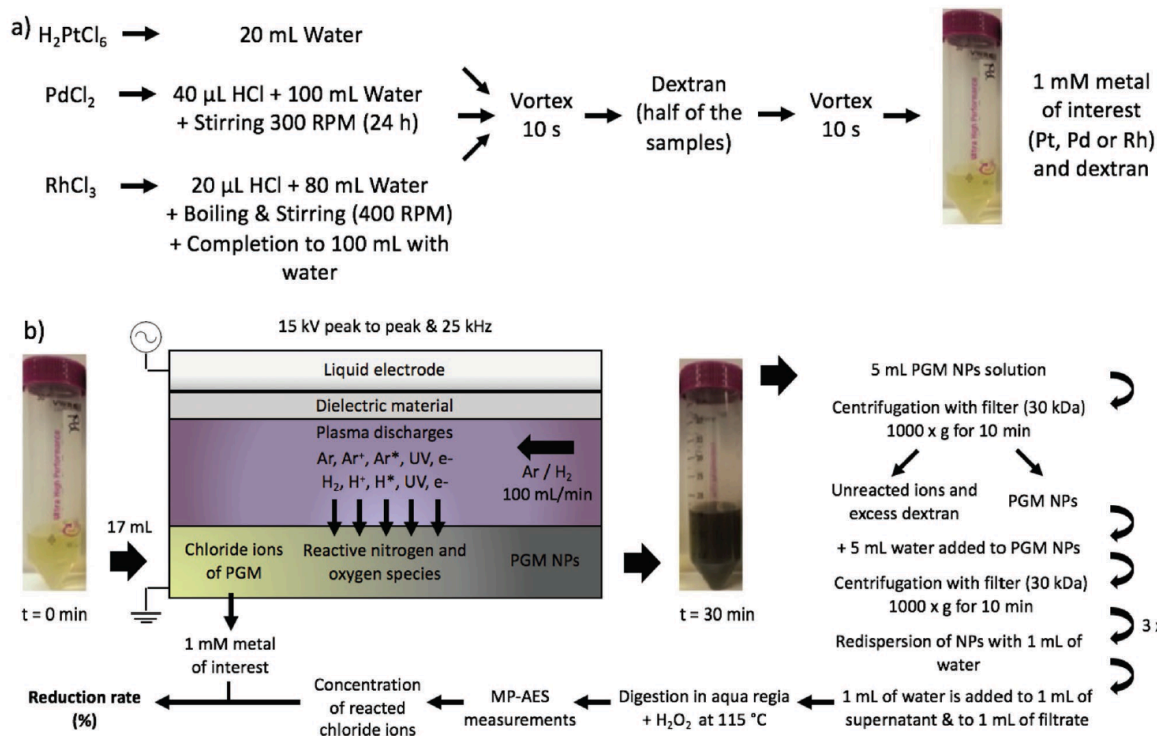 a)
H₂PtCl₆
20 mL Water
PdCl₂
40 µL HCl + 100 mL Water
+ Stirring 300 RPM (24 h)
RhCl₃
20 µL HCl + 80 mL Water
+ Boiling & Stirring (400 RPM)
+ Completion to 100 mL with
water
Vortex
10 s
Dextran
(half of the
samples)
Vortex
10 s
Ultra High Performance
1 mM metal
of interest
(Pt, Pd or Rh)
and dextran
b)
15 kV peak to peak & 25 kHz
Ultra High Performance
t = 0 min
17 mL
Liquid electrode
Dielectric material
Plasma discharges
Ar, Ar⁺, Ar*, UV, e-
H₂, H⁺, H*, UV, e-
Ar / H₂
100 mL/min
Chloride ions
of PGM
Reactive nitrogen and
oxygen species
PGM NPs
t = 30 min
5 mL PGM NPs solution
Centrifugation with filter (30 kDa)
1000 x g for 10 min
Unreacted ions and
excess dextran
PGM NPs
+ 5 mL water added to PGM NPs
Centrifugation with filter (30 kDa)
1000 x g for 10 min
3
Redispersion of NPs with 1 mL of
water
1 mL of water is added to 1 mL of
supernatant & to 1 mL of filtrate
Digestion in aqua regia
+ H₂O₂ at 115 °C
MP-AES
measurements
Concentration
of reacted
chloride ions
1 mM metal
of interest
Reduction rate
(%)